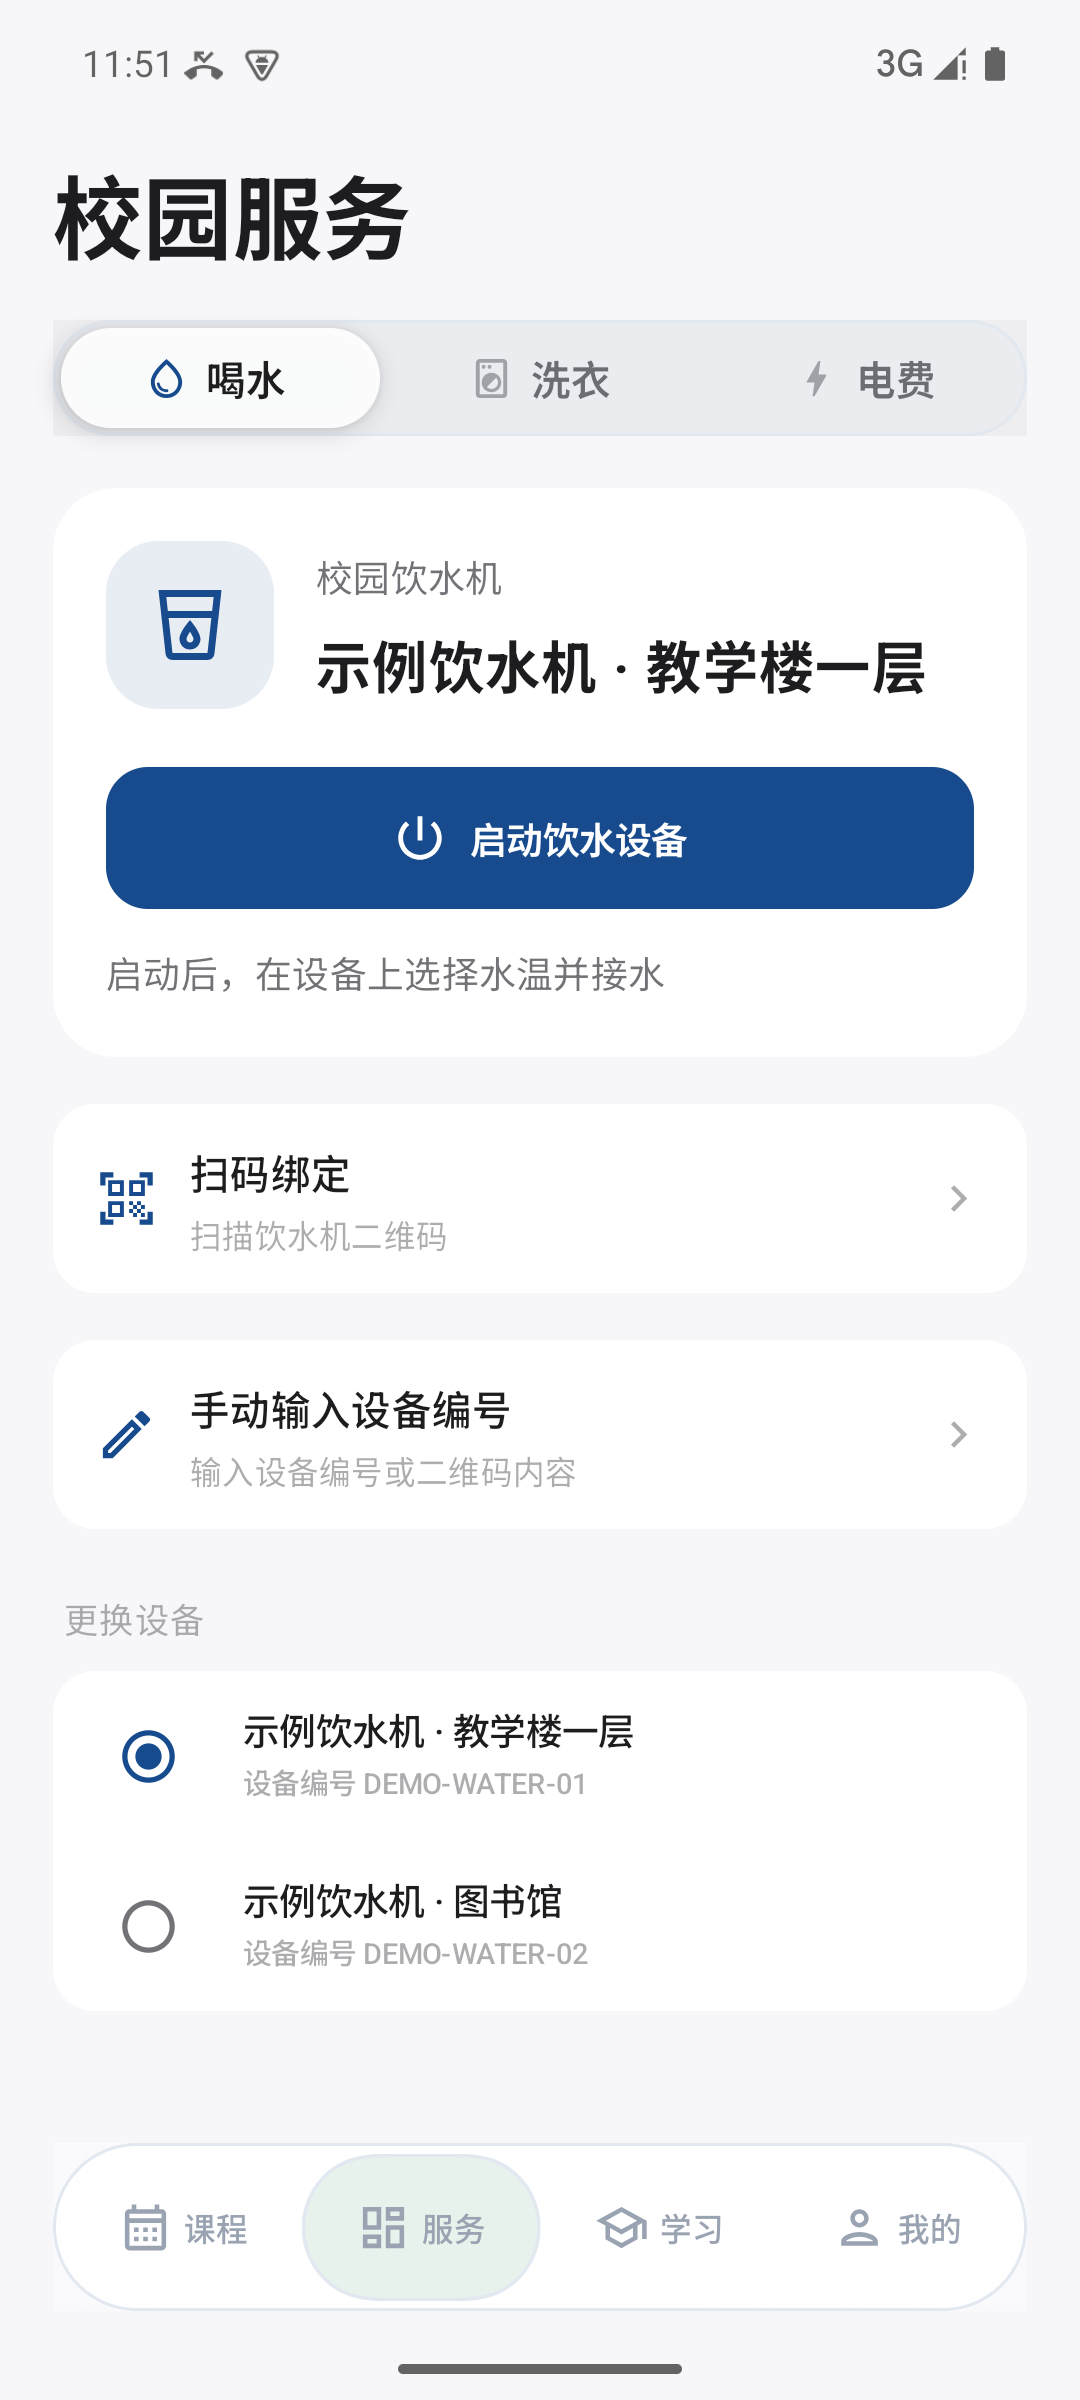 11:51
3G
校园服务
喝水
洗衣
电费
校园饮水机
示例饮水机 · 教学楼一层
启动饮水设备
启动后，在设备上选择水温并接水
扫码绑定
扫描饮水机二维码
手动输入设备编号
输入设备编号或二维码内容
更换设备
示例饮水机 · 教学楼一层
设备编号 DEMO-WATER-01
示例饮水机 · 图书馆
设备编号 DEMO-WATER-02
课程
服务
学习
我的